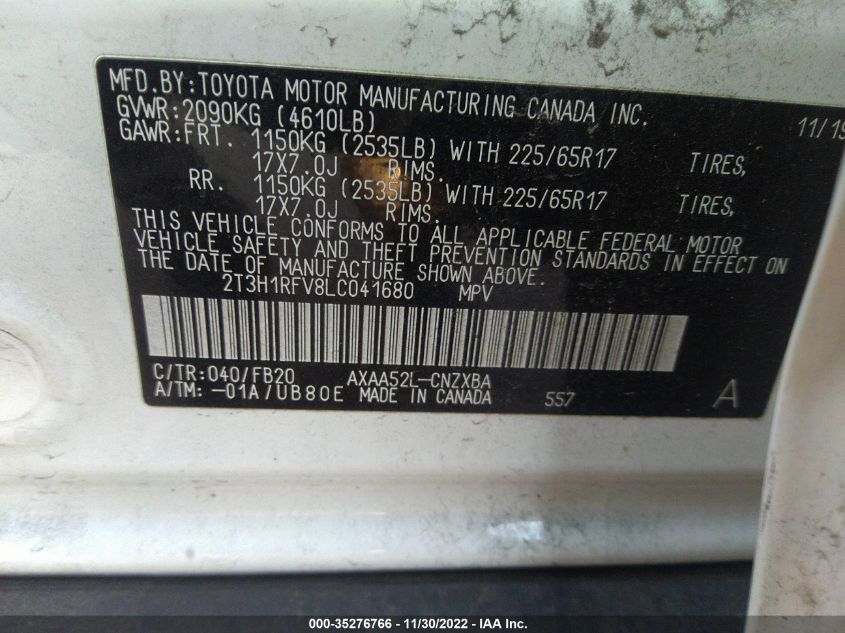 MFD. BY: TOYOTA MOTOR MANUFACTURING CANADA INC. 11/19
GVWR: 2090KG (4610LB)
GAWR: FRT. 1150KG (2535LB) WITH 225/65R17 TIRES,
17X7.0J RIMS.
RR. 1150KG (2535LB) WITH 225/65R17 TIRES,
17X7.0J RIMS.
THIS VEHICLE CONFORMS TO ALL APPLICABLE FEDERAL MOTOR
VEHICLE SAFETY AND THEFT PREVENTION STANDARDS IN EFFECT ON
THE DATE OF MANUFACTURE SHOWN ABOVE.
2T3H1RFV8LC041680 MPV
C/TR: 040/FB20 AXAA52L-CNZXBA
A/TM: -01A/UB80E MADE IN CANADA 557 A
000-35276766 - 11/30/2022 - IAA Inc.